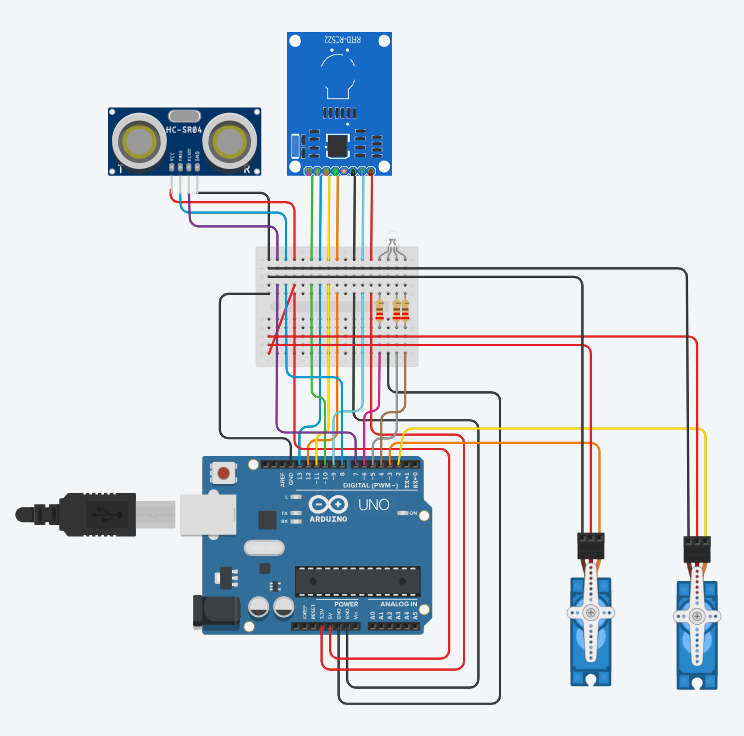 RFID-RC522
HC-SR04
VCC
TRIG
ECHO
GND
T
R
AREF
GND
13
12
~11
~10
~9
8
7
~6
~5
4
~3
2
TX→1
RX←0
DIGITAL (PWM~)
L
TX
RX
ARDUINO
UNO
ON
IOREF
RESET
3.3V
5V
GND
GND
Vin
POWER
ANALOG IN
A0
A1
A2
A3
A4
A5